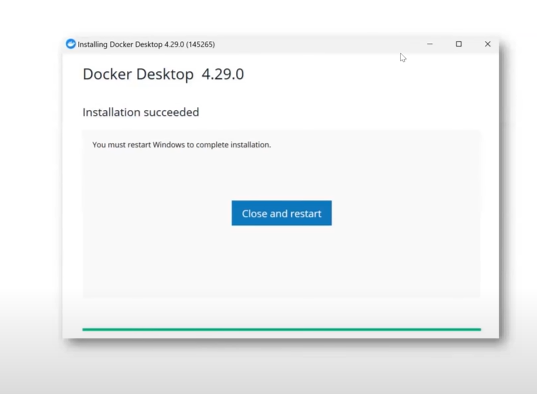 Installing Docker Desktop 4.29.0 (145265)
Docker Desktop 4.29.0
Installation succeeded
You must restart Windows to complete installation.
Close and restart